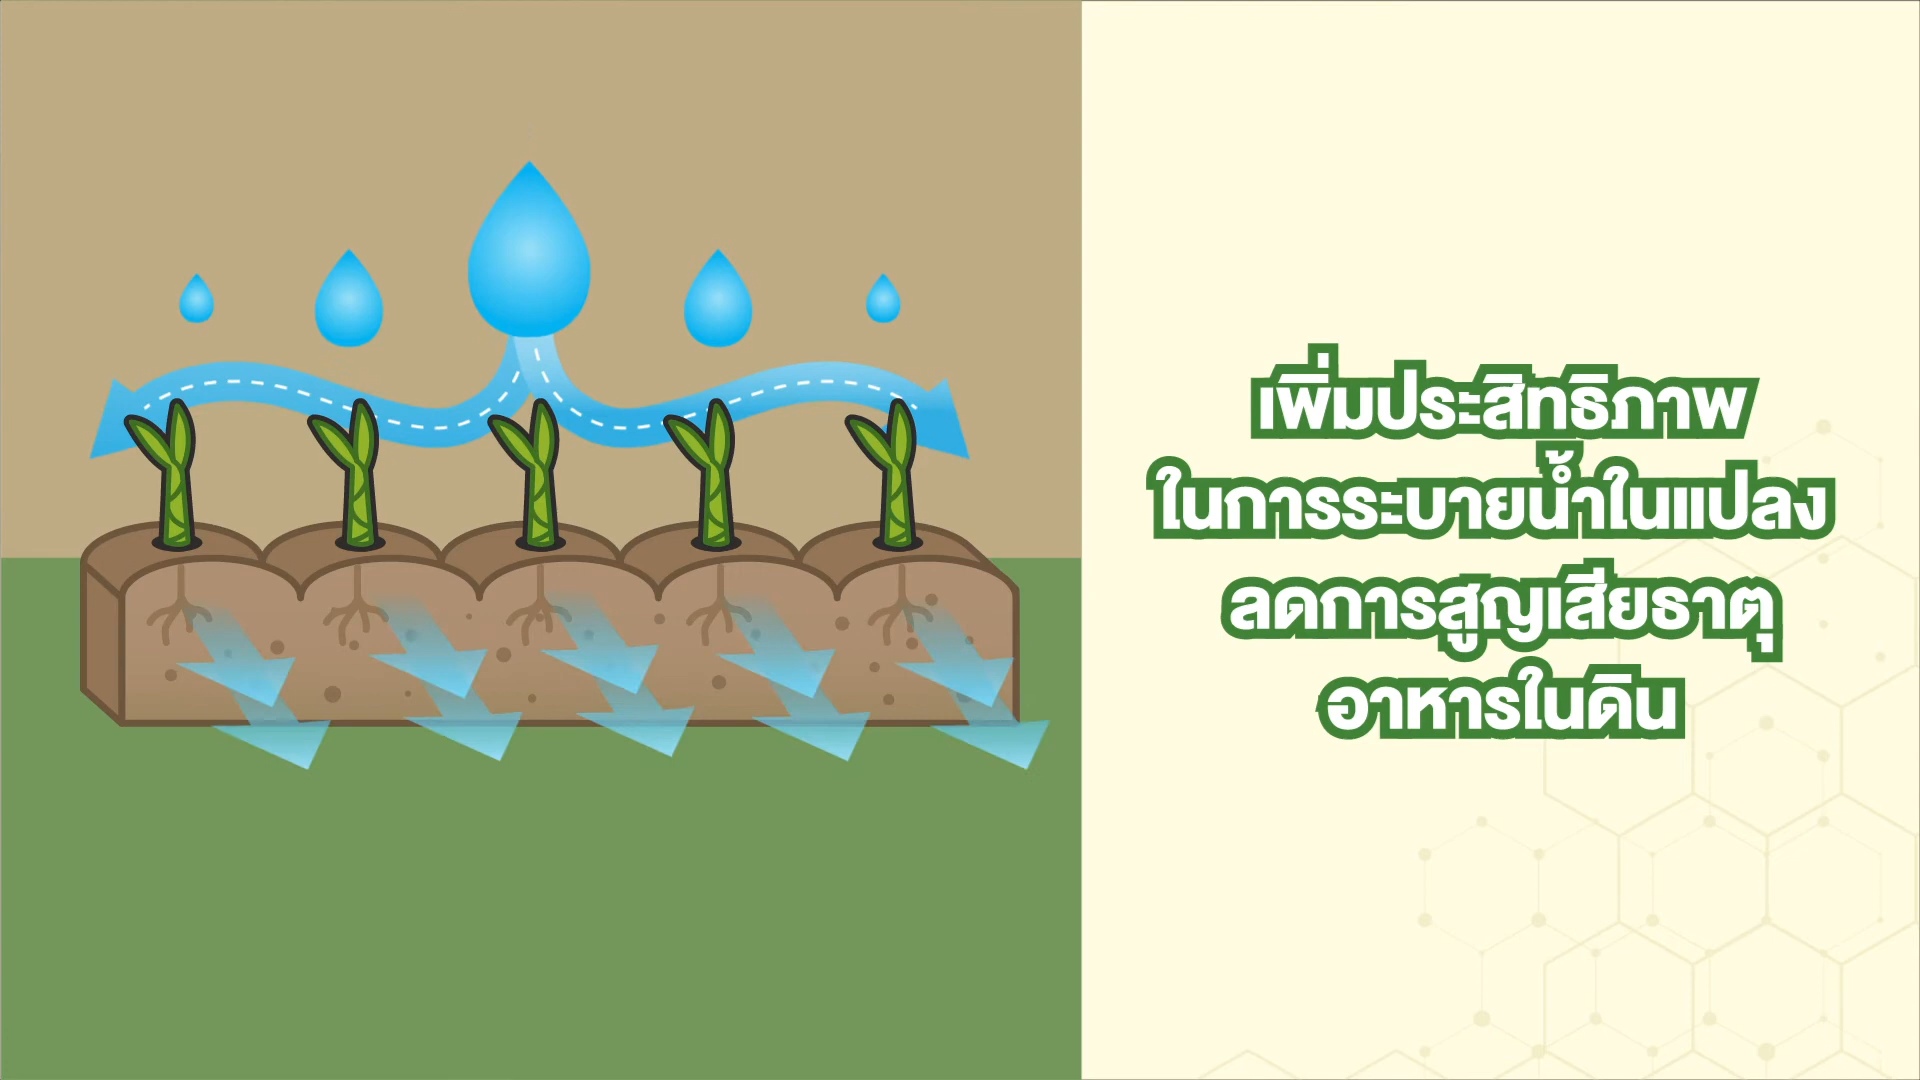 เพิ่มประสิทธิภาพ
ในการระบายน้ำในแปลง
ลดการสูญเสียธาตุ
อาหารในดิน